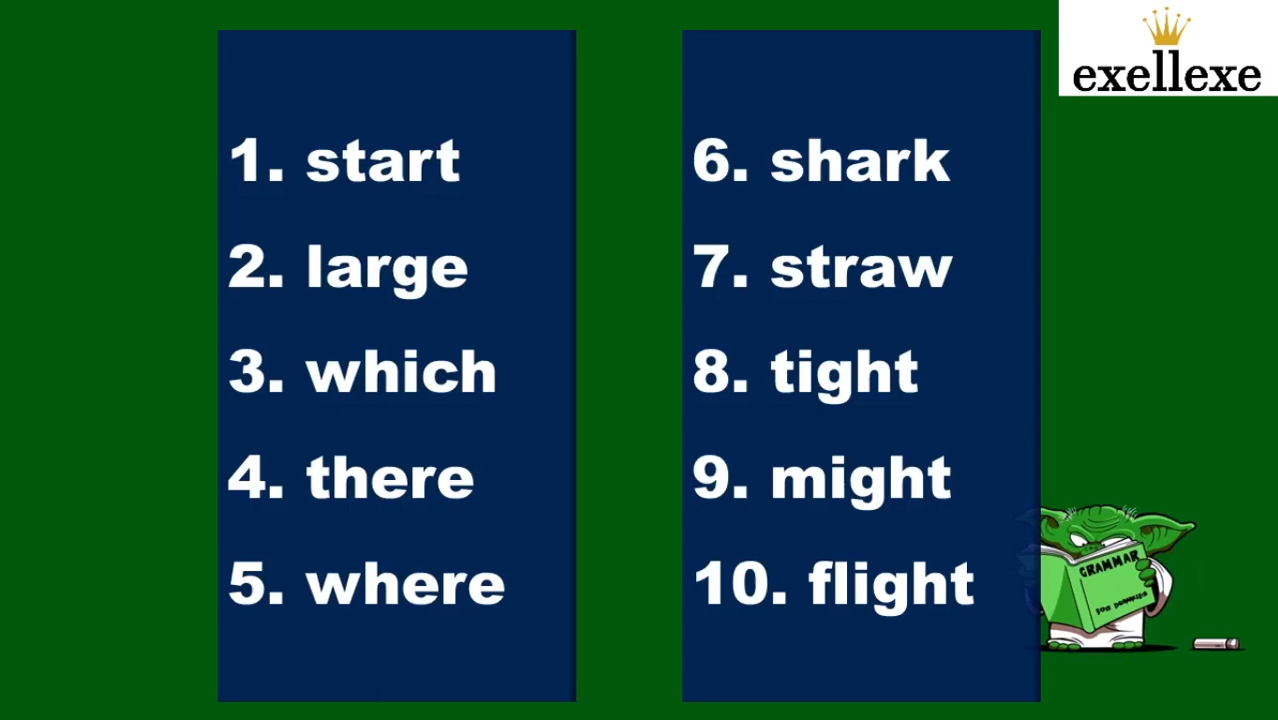 exellexe
1. start
2. large
3. which
4. there
5. where
6. shark
7. straw
8. tight
9. might
10. flight
GRAMMAR